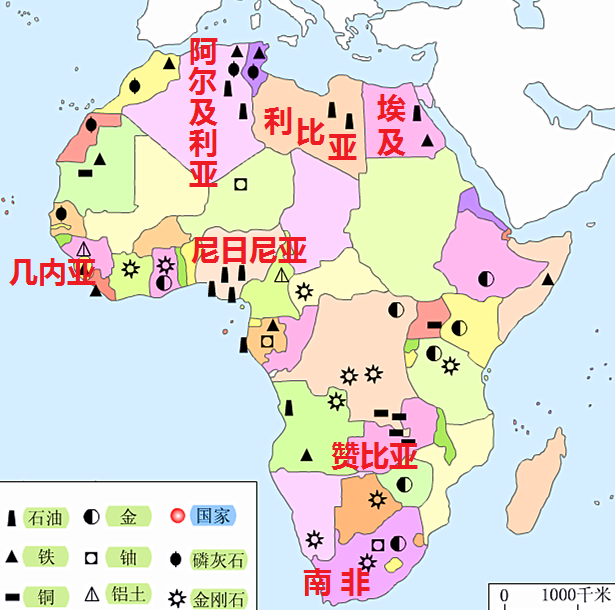 阿尔及利亚
利比亚
埃及
尼日尼亚
几内亚
赞比亚
南非
石油
金
国家
铁
铀
磷灰石
铜
铝土
金刚石
0 1000千米